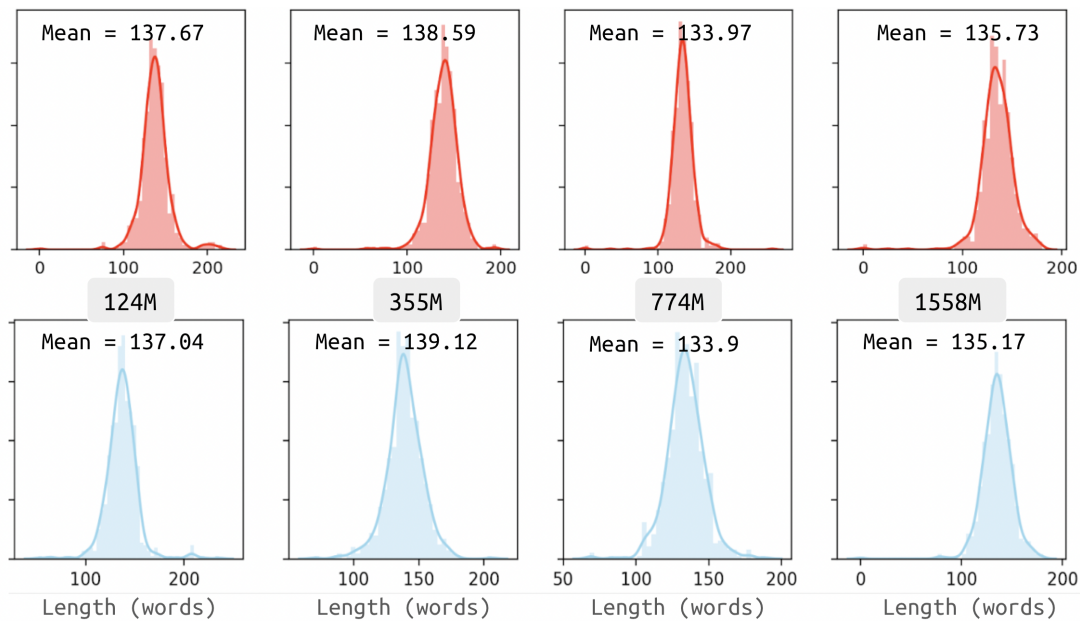 Mean = 137.67 Mean = 138.59 Mean = 133.97 Mean = 135.73
0 100 200 0 100 200 0 100 200 0 100 200
124M 355M 774M 1558M
Mean = 137.04 Mean = 139.12 Mean = 133.9 Mean = 135.17
100 200 100 150 200 50 100 150 200 0 100 200
Length (words) Length (words) Length (words) Length (words)